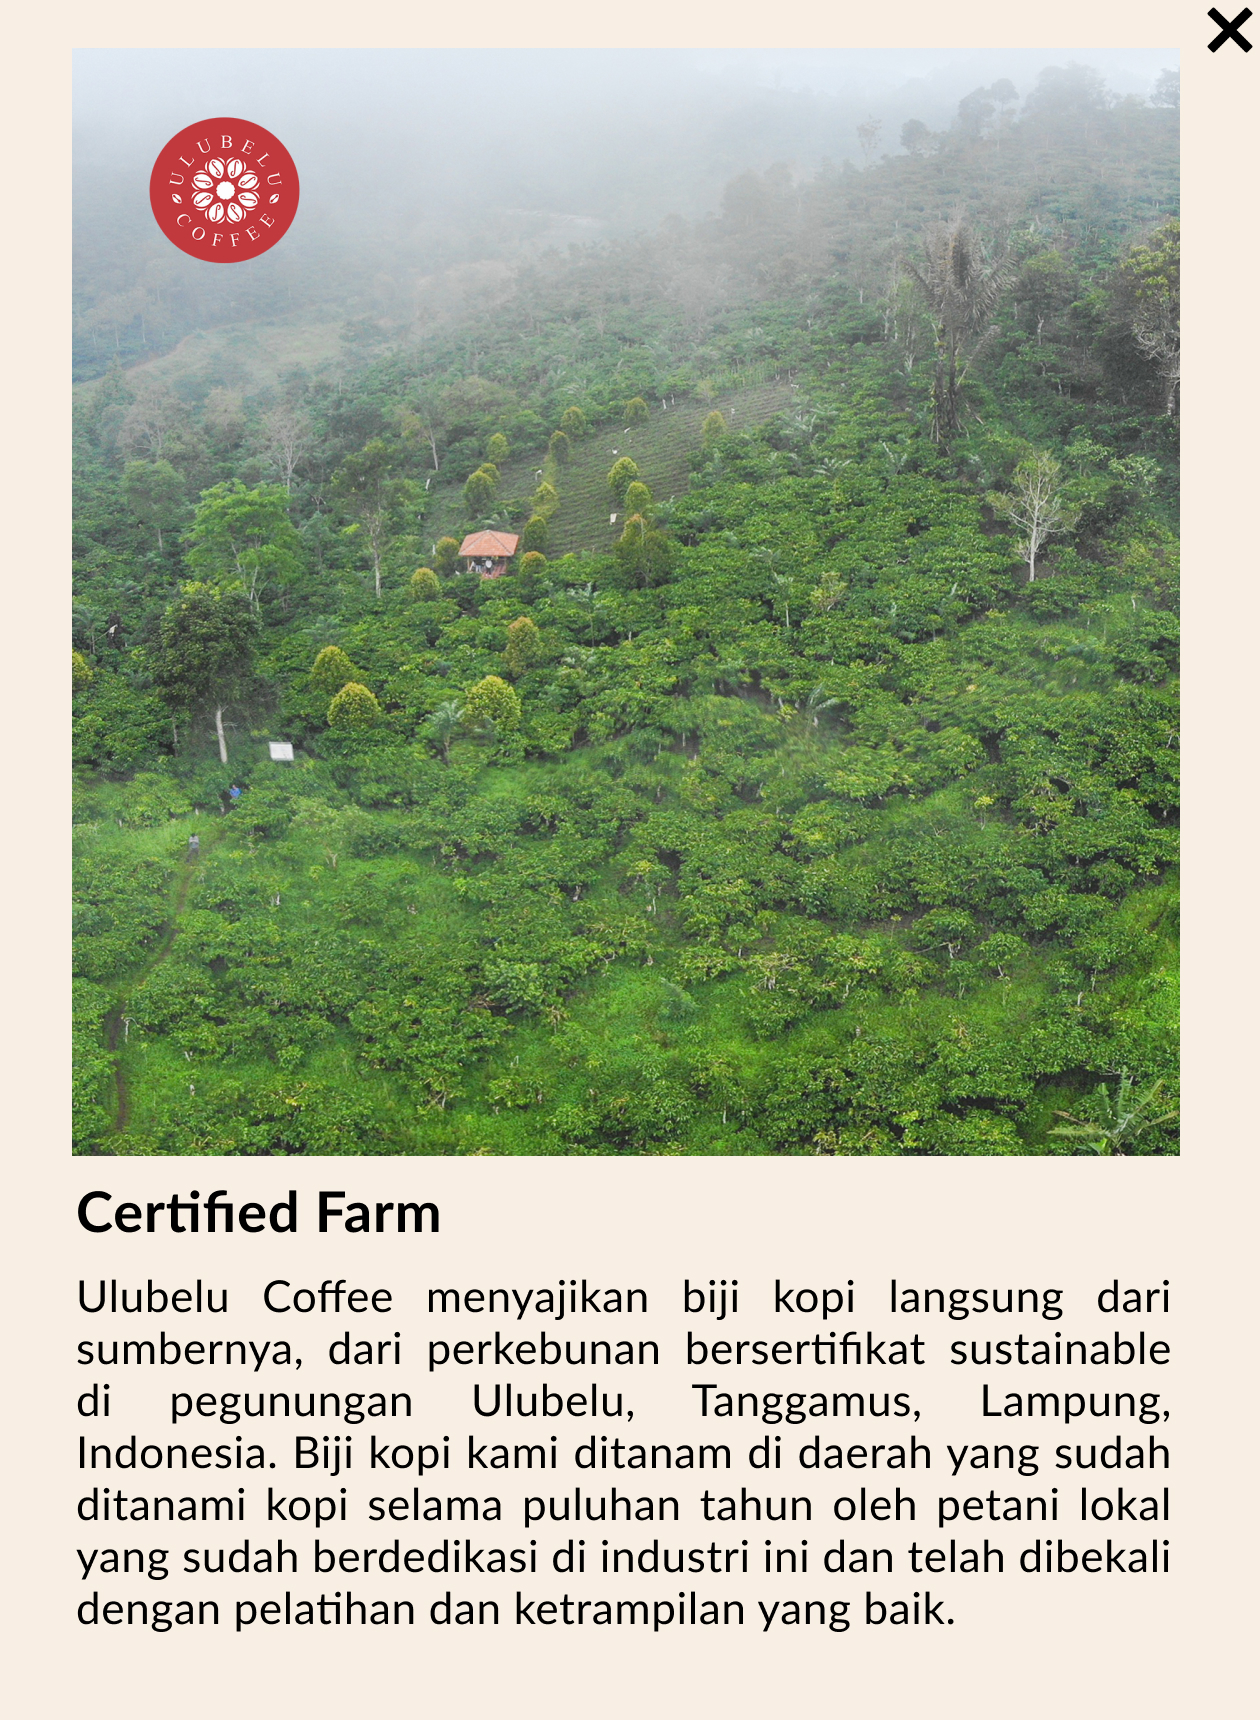 ULUBELU
COFFEE
Certified Farm
Ulubelu Coffee menyajikan biji kopi langsung dari
sumbernya, dari perkebunan bersertifikat sustainable
di pegunungan Ulubelu, Tanggamus, Lampung,
Indonesia. Biji kopi kami ditanam di daerah yang sudah
ditanami kopi selama puluhan tahun oleh petani lokal
yang sudah berdedikasi di industri ini dan telah dibekali
dengan pelatihan dan ketrampilan yang baik.